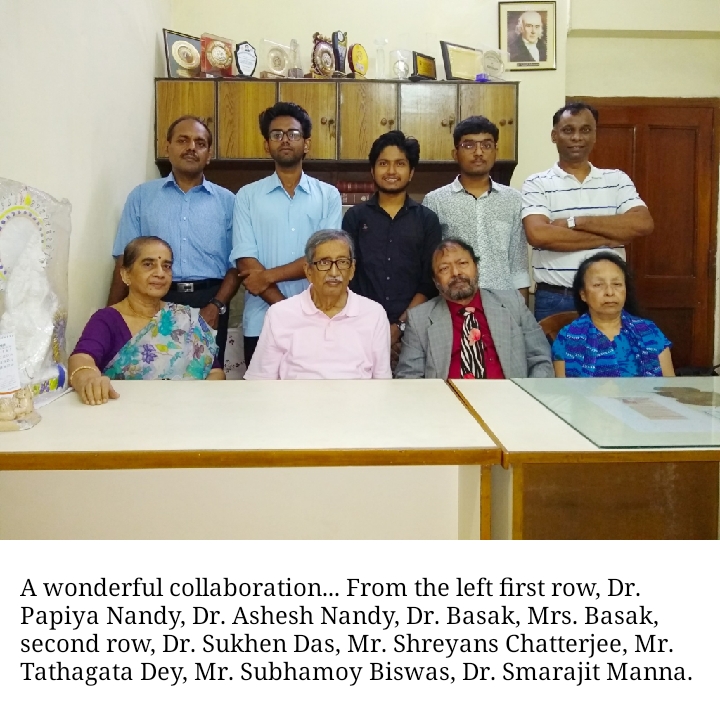 A wonderful collaboration... From the left first row, Dr.
Papiya Nandy, Dr. Ashesh Nandy, Dr. Basak, Mrs. Basak,
second row, Dr. Sukhen Das, Mr. Shreyans Chatterjee, Mr.
Tathagata Dey, Mr. Subhamoy Biswas, Dr. Smarajit Manna.